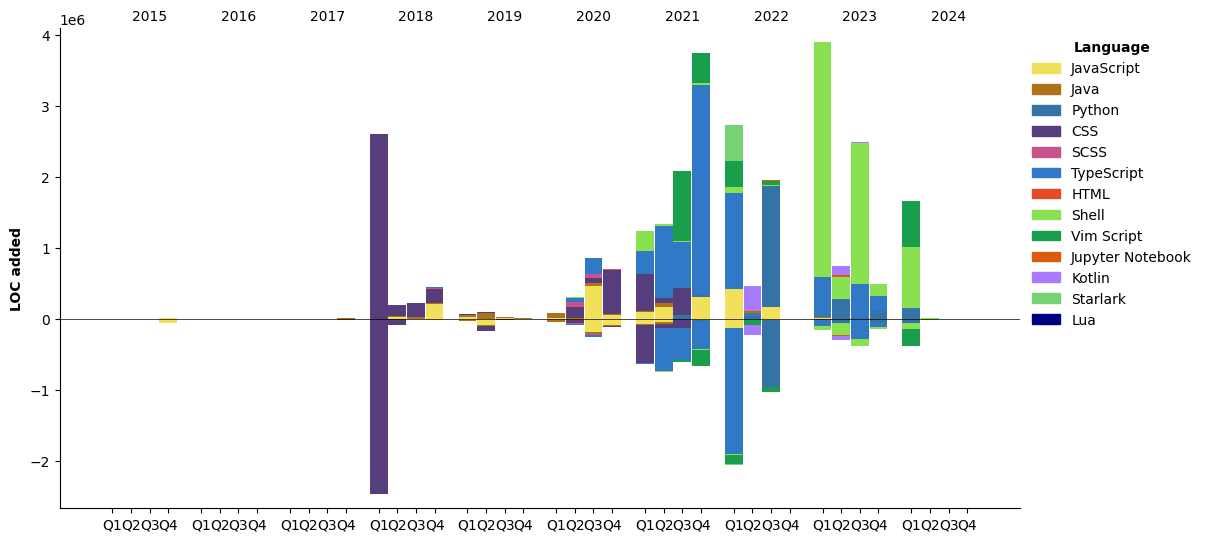 1e6
2015 2016 2017 2018 2019 2020 2021 2022 2023 2024
4
3
2
1
0
−1
−2
LOC added
Q1Q2Q3Q4 Q1Q2Q3Q4 Q1Q2Q3Q4 Q1Q2Q3Q4 Q1Q2Q3Q4 Q1Q2Q3Q4 Q1Q2Q3Q4 Q1Q2Q3Q4 Q1Q2Q3Q4 Q1Q2Q3Q4
Language
JavaScript
Java
Python
CSS
SCSS
TypeScript
HTML
Shell
Vim Script
Jupyter Notebook
Kotlin
Starlark
Lua